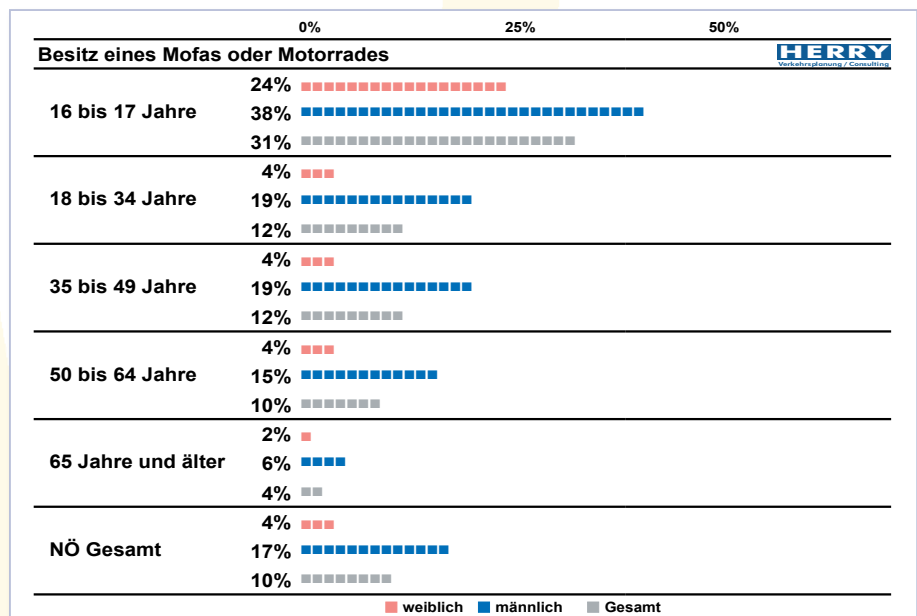 0% 25% 50%
Besitz eines Mofas oder Motorrades
HERRY
Verkehrsplanung / Consulting
24%
16 bis 17 Jahre 38%
31%
4%
18 bis 34 Jahre 19%
12%
4%
35 bis 49 Jahre 19%
12%
4%
50 bis 64 Jahre 15%
10%
2%
65 Jahre und älter 6%
4%
4%
NÖ Gesamt 17%
10%
weiblich männlich Gesamt